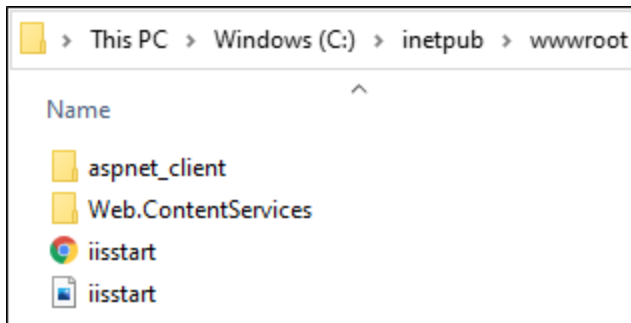 This PC > Windows (C:) > inetpub > wwwroot
Name
aspnet_client
Web.ContentServices
iisstart
iisstart